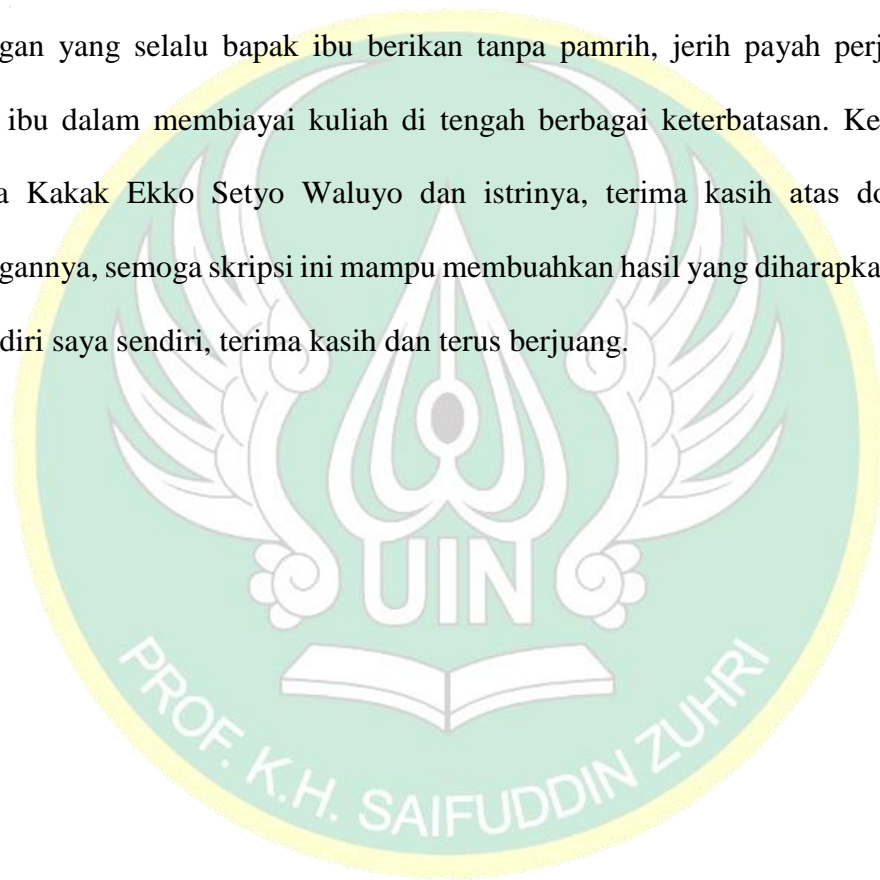 gan yang selalu bapak ibu berikan tanpa pamrih, jerih payah perj
ibu dalam membiayai kuliah di tengah berbagai keterbatasan. Ke
a Kakak Ekko Setyo Waluyo dan istrinya, terima kasih atas do
gannya, semoga skripsi ini mampu membuahkan hasil yang diharapka
diri saya sendiri, terima kasih dan terus berjuang.
UIN
PROF. K.H. SAIFUDDIN ZUHRI